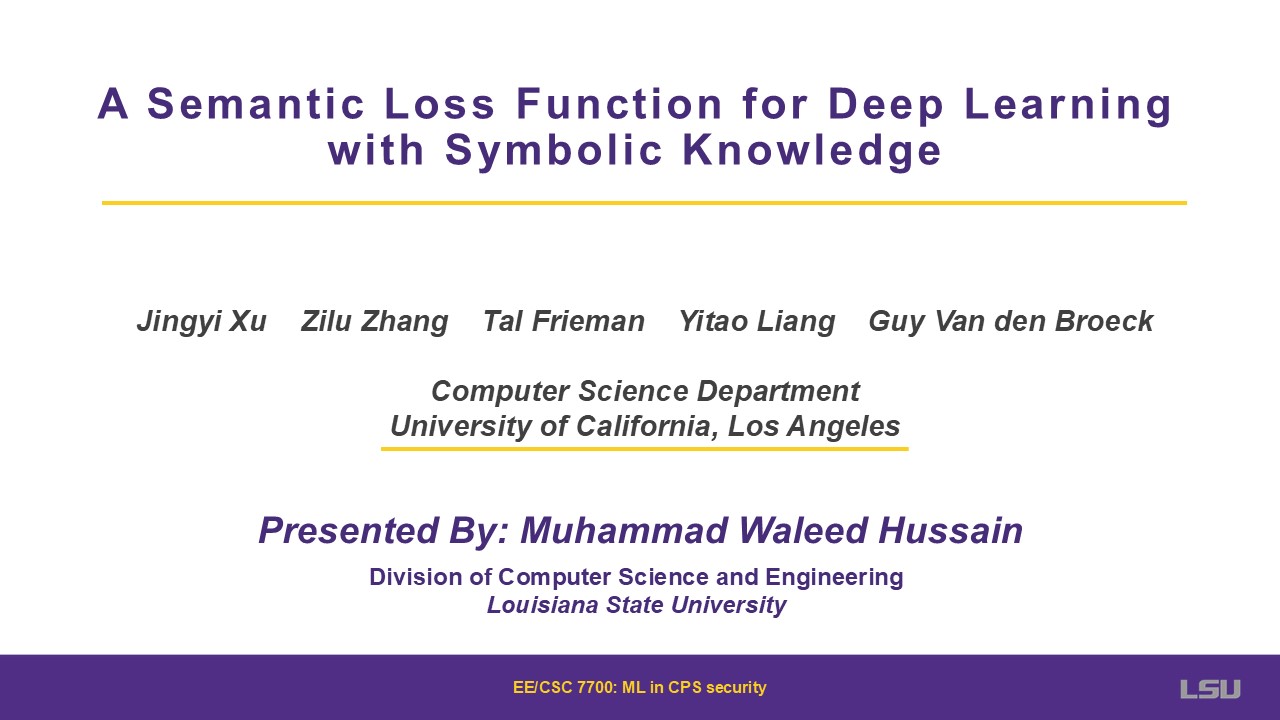 A Semantic Loss Function for Deep Learning
with Symbolic Knowledge
Jingyi Xu Zilu Zhang Tal Frieman Yitao Liang Guy Van den Broeck
Computer Science Department
University of California, Los Angeles
Presented By: Muhammad Waleed Hussain
Division of Computer Science and Engineering
Louisiana State University
EE/CSC 7700: ML in CPS security
LSU